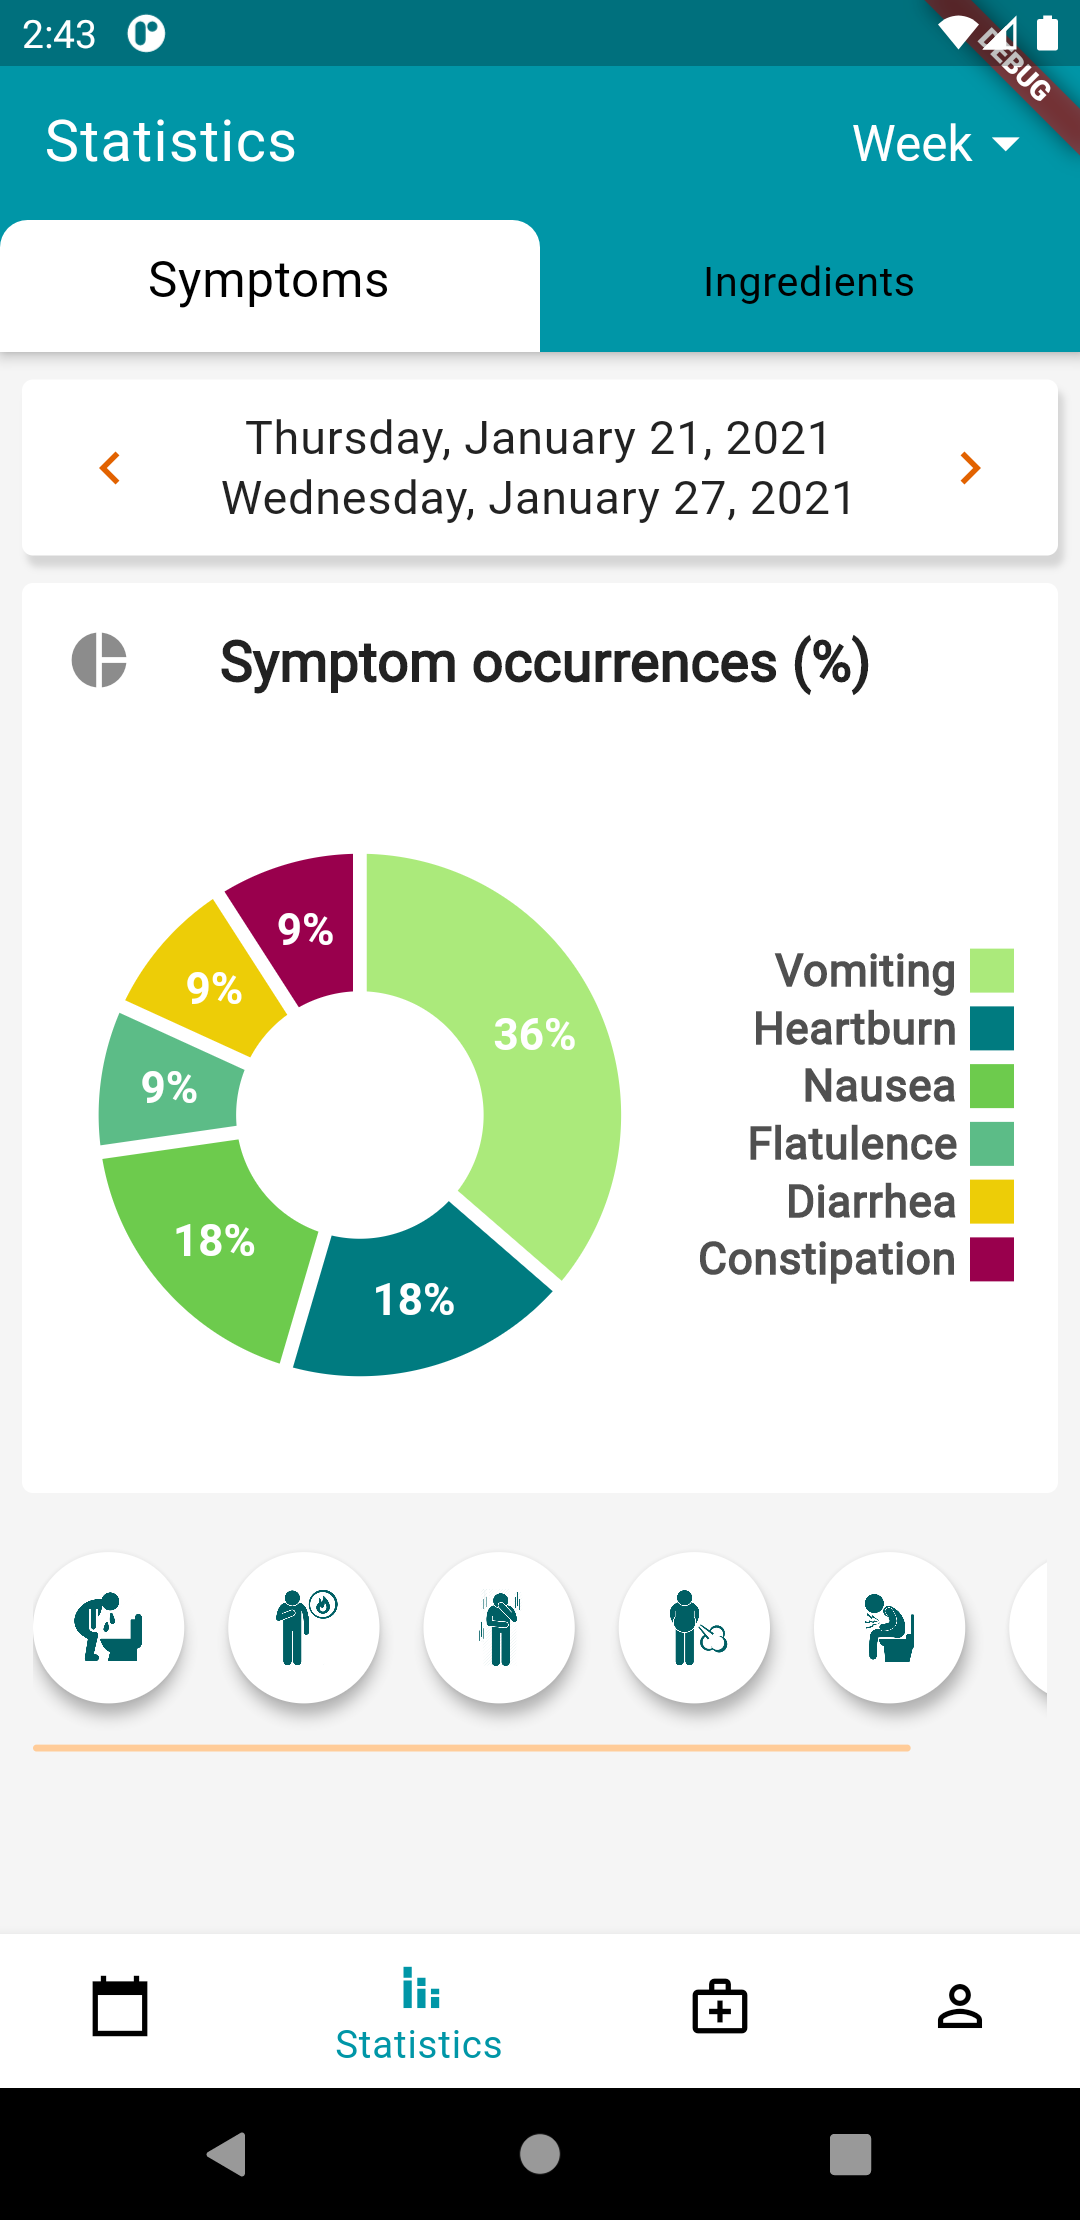 2:43
DEBUG
Statistics
Week
Symptoms
Ingredients
Thursday, January 21, 2021
Wednesday, January 27, 2021
Symptom occurrences (%)
9%
36%
9%
9%
18%
18%
Vomiting
Heartburn
Nausea
Flatulence
Diarrhea
Constipation
Statistics